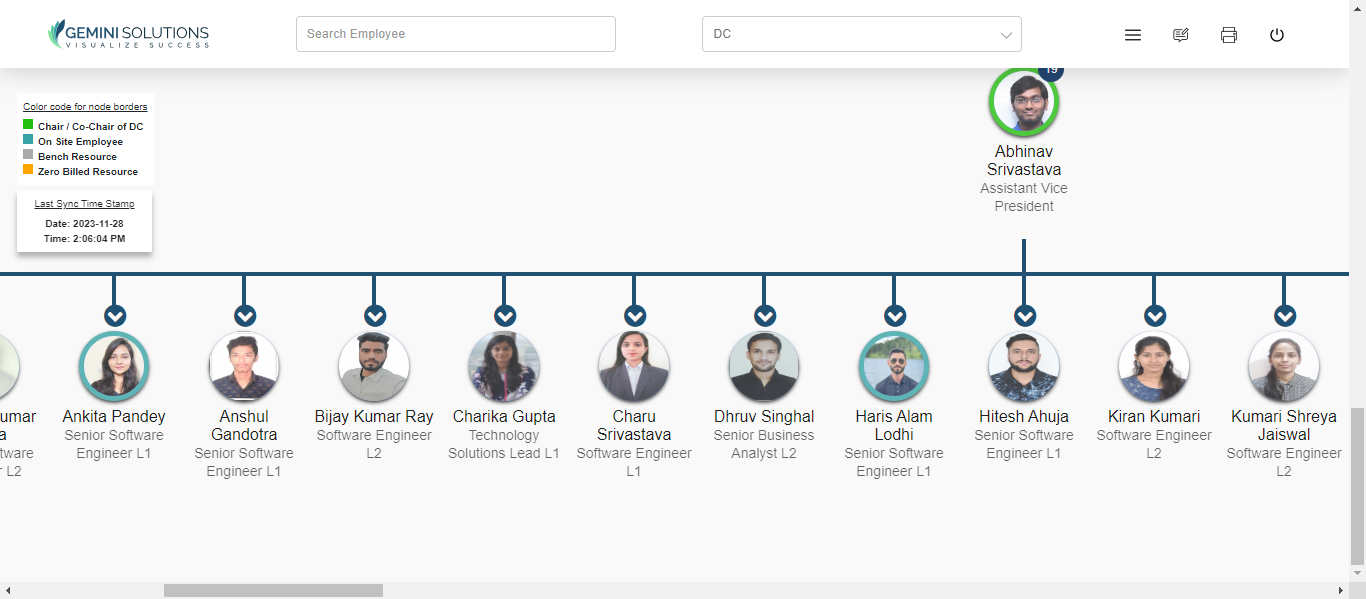 GEMINI SOLUTIONS
VISUALIZE SUCCESS
Search Employee
DC
Color code for node borders
Chair / Co-Chair of DC
On Site Employee
Bench Resource
Zero Billed Resource
Last Sync Time Stamp
Date: 2023-11-28
Time: 2:06:04 PM
19
Abhinav
Srivastava
Assistant Vice
President
umar
a
tware
r L2
Ankita Pandey
Senior Software
Engineer L1
Anshul
Gandotra
Senior Software
Engineer L1
Bijay Kumar Ray
Software Engineer
L2
Charika Gupta
Technology
Solutions Lead L1
Charu
Srivastava
Software Engineer
L1
Dhruv Singhal
Senior Business
Analyst L2
Haris Alam
Lodhi
Senior Software
Engineer L1
Hitesh Ahuja
Senior Software
Engineer L1
Kiran Kumari
Software Engineer
L2
Kumari Shreya
Jaiswal
Software Engineer
L2